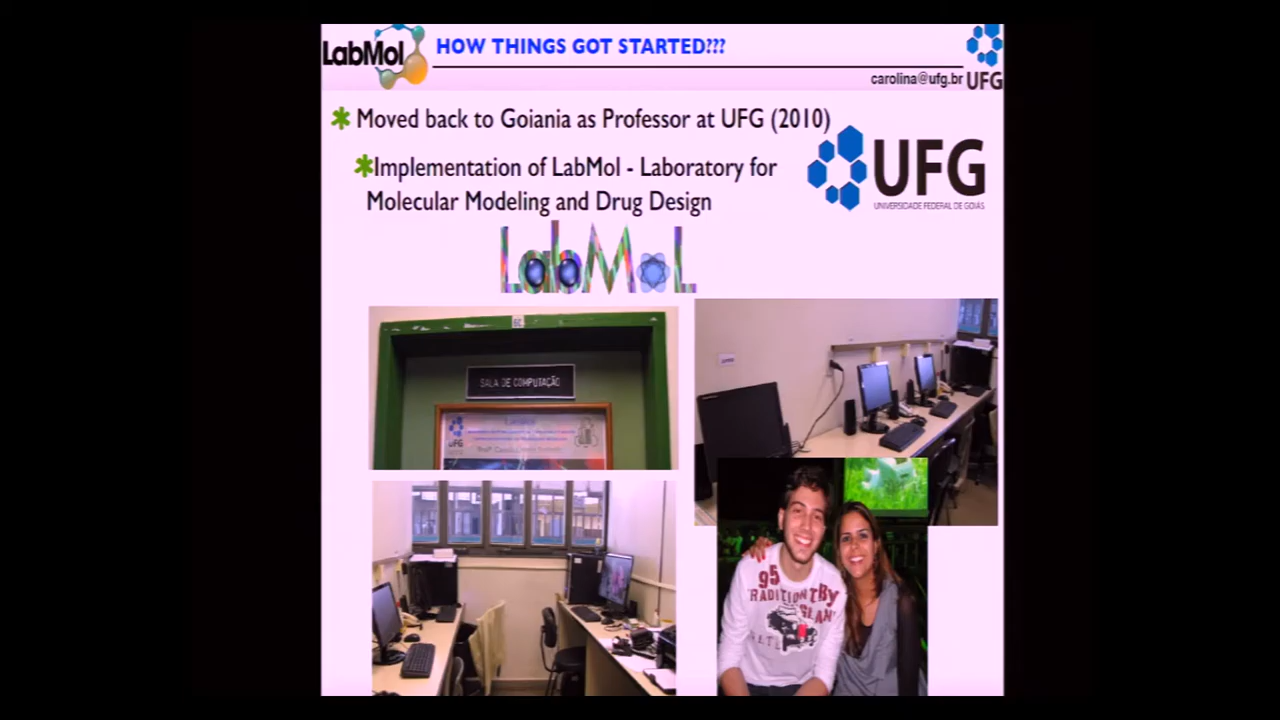 LabMol
HOW THINGS GOT STARTED???
carolina@ufg.br
UFG
Moved back to Goiania as Professor at UFG (2010)
Implementation of LabMol - Laboratory for
Molecular Modeling and Drug Design
UFG
UNIVERSIDADE FEDERAL DE GOIÁS
LabMoL
SALA DE COMPUTAÇÃO
LabMol
UFG
95